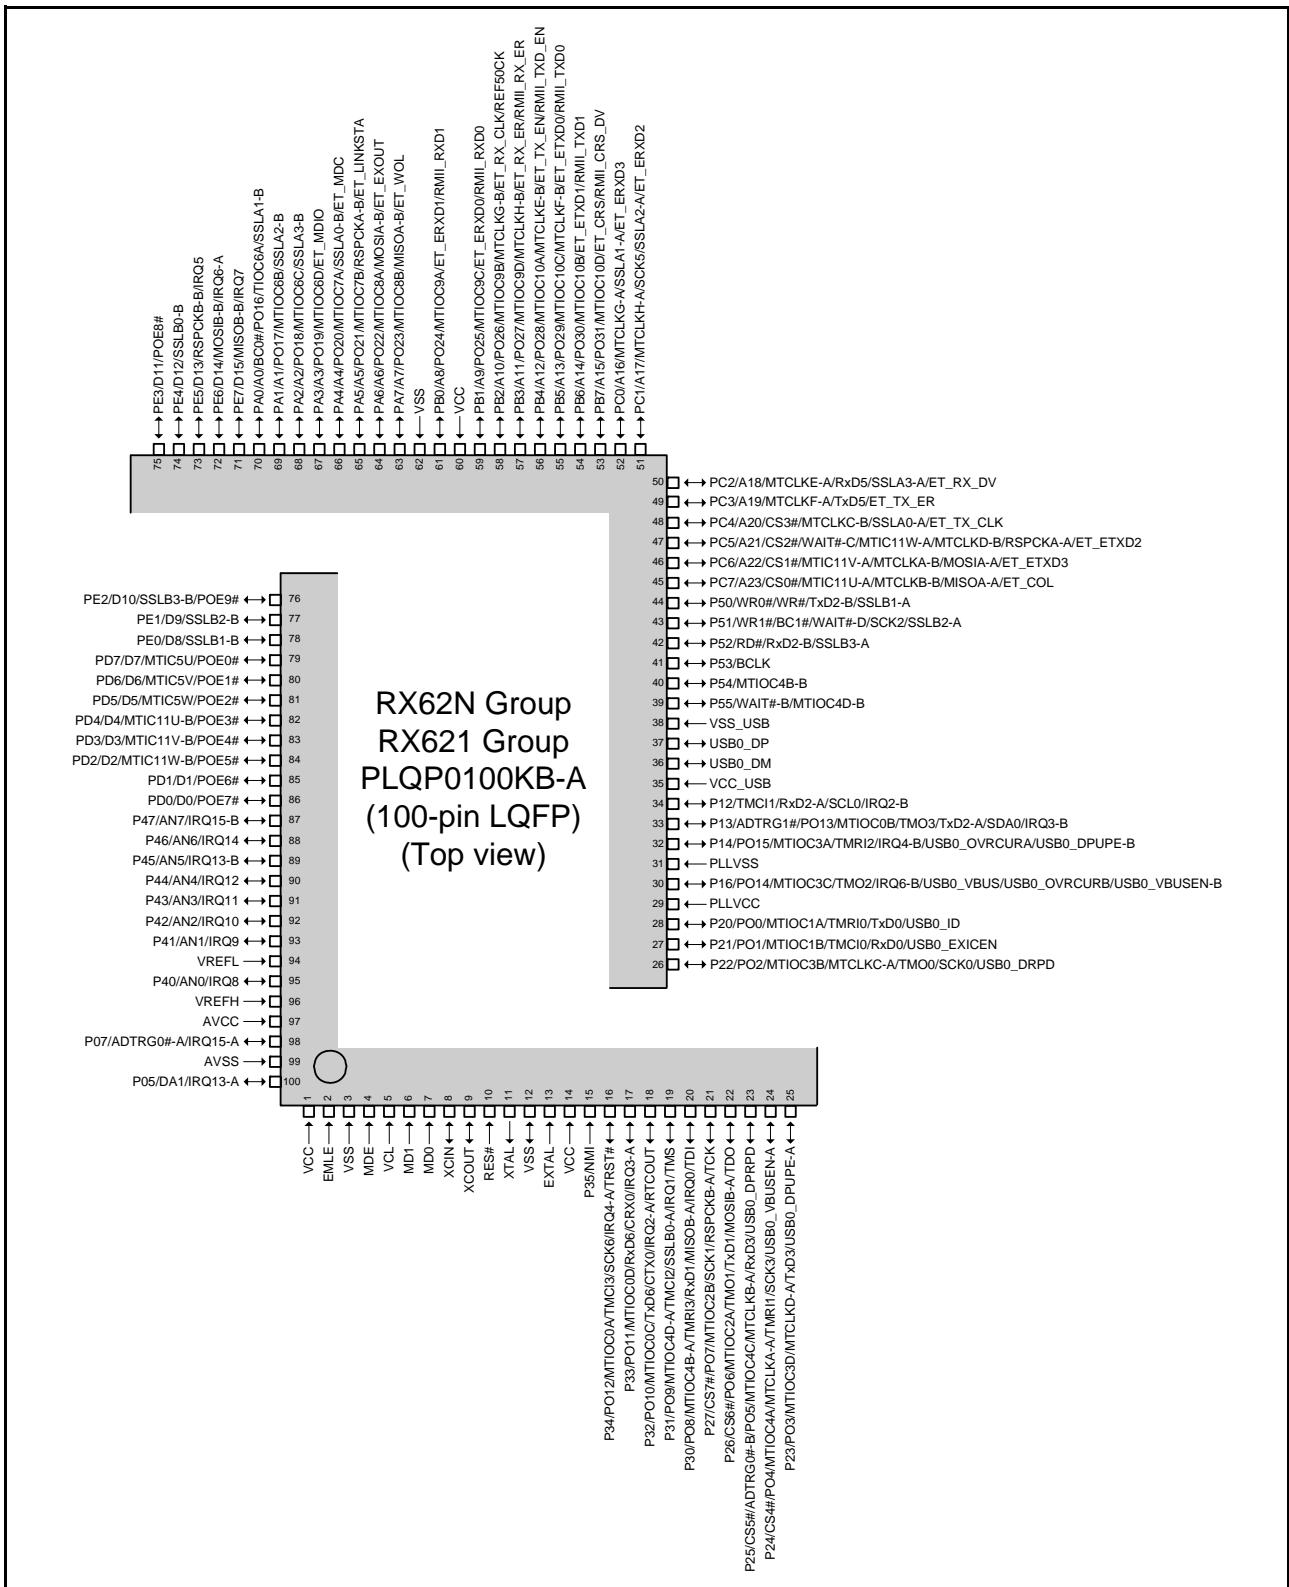 PE3/D11/POE8#
PE4/D12/SSLB0-B
PE5/D13/RSPCKB-B/IRQ5
PE6/D14/MOSIB-B/IRQ6-A
PE7/D15/MISOB-B/IRQ7
PA0/A0/BC0#/PO16/TIOC6A/SSLA1-B
PA1/A1/PO17/MTIOC6B/SSLA2-B
PA2/A2/PO18/MTIOC6C/SSLA3-B
PA3/A3/PO19/MTIOC6D/ET_MDIO
PA4/A4/PO20/MTIOC7A/SSLA0-B/ET_MDC
PA5/A5/PO21/MTIOC7B/RSPCKA-B/ET_LINKSTA
PA6/A6/PO22/MTIOC8A/MOSIA-B/ET_EXOUT
PA7/A7/PO23/MTIOC8B/MISOA-B/ET_WOL
VSS
PB0/A8/PO24/MTIOC9A/ET_ERXD1/RMII_RXD1
VCC
PB1/A9/PO25/MTIOC9C/ET_ERXD0/RMII_RXD0
PB2/A10/PO26/MTIOC9B/MTCLKG-B/ET_RX_CLK/REF50CK
PB3/A11/PO27/MTIOC9D/MTCLKH-B/ET_RX_ER/RMII_RX_ER
PB4/A12/PO28/MTIOC10A/MTCLKE-B/ET_TX_EN/RMII_TXD_EN
PB5/A13/PO29/MTIOC10C/MTCLKF-B/ET_ETXD0/RMII_TXD0
PB6/A14/PO30/MTIOC10B/ET_ETXD1/RMII_TXD1
PB7/A15/PO31/MTIOC10D/ET_CRS/RMII_CRS_DV
PC0/A16/MTCLKG-A/SSLA1-A/ET_ERXD3
PC1/A17/MTCLKH-A/SCK5/SSLA2-A/ET_ERXD2
75 74 73 72 71 70 69 68 67 66 65 64 63 62 61 60 59 58 57 56 55 54 53 52 51
50 PC2/A18/MTCLKE-A/RxD5/SSLA3-A/ET_RX_DV
49 PC3/A19/MTCLKF-A/TxD5/ET_TX_ER
48 PC4/A20/CS3#/MTCLKC-B/SSLA0-A/ET_TX_CLK
47 PC5/A21/CS2#/WAIT#-C/MTIC11W-A/MTCLKD-B/RSPCKA-A/ET_ETXD2
46 PC6/A22/CS1#/MTIC11V-A/MTCLKA-B/MOSIA-A/ET_ETXD3
45 PC7/A23/CS0#/MTIC11U-A/MTCLKB-B/MISOA-A/ET_COL
44 P50/WR0#/WR#/TxD2-B/SSLB1-A
43 P51/WR1#/BC1#/WAIT#-D/SCK2/SSLB2-A
42 P52/RD#/RxD2-B/SSLB3-A
41 P53/BCLK
40 P54/MTIOC4B-B
39 P55/WAIT#-B/MTIOC4D-B
38 VSS_USB
37 USB0_DP
36 USB0_DM
35 VCC_USB
34 P12/TMCI1/RxD2-A/SCL0/IRQ2-B
33 P13/ADTRG1#/PO13/MTIOC0B/TMO3/TxD2-A/SDA0/IRQ3-B
32 P14/PO15/MTIOC3A/TMRI2/IRQ4-B/USB0_OVRCURA/USB0_DPUPE-B
31 PLLVSS
30 P16/PO14/MTIOC3C/TMO2/IRQ6-B/USB0_VBUS/USB0_OVRCURB/USB0_VBUSEN-B
29 PLLVCC
28 P20/PO0/MTIOC1A/TMRI0/TxD0/USB0_ID
27 P21/PO1/MTIOC1B/TMCI0/RxD0/USB0_EXICEN
26 P22/PO2/MTIOC3B/MTCLKC-A/TMO0/SCK0/USB0_DRPD
RX62N Group
RX621 Group
PLQP0100KB-A
(100-pin LQFP)
(Top view)
PE2/D10/SSLB3-B/POE9# 76
PE1/D9/SSLB2-B 77
PE0/D8/SSLB1-B 78
PD7/D7/MTIC5U/POE0# 79
PD6/D6/MTIC5V/POE1# 80
PD5/D5/MTIC5W/POE2# 81
PD4/D4/MTIC11U-B/POE3# 82
PD3/D3/MTIC11V-B/POE4# 83
PD2/D2/MTIC11W-B/POE5# 84
PD1/D1/POE6# 85
PD0/D0/POE7# 86
P47/AN7/IRQ15-B 87
P46/AN6/IRQ14 88
P45/AN5/IRQ13-B 89
P44/AN4/IRQ12 90
P43/AN3/IRQ11 91
P42/AN2/IRQ10 92
P41/AN1/IRQ9 93
VREFL 94
P40/AN0/IRQ8 95
VREFH 96
AVCC 97
P07/ADTRG0#-A/IRQ15-A 98
AVSS 99
P05/DA1/IRQ13-A 100
1 2 3 4 5 6 7 8 9 10 11 12 13 14 15 16 17 18 19 20 21 22 23 24 25
VCC
EMLE
VSS
MDE
VCL
MD1
MD0
XCIN
XCOUT
RES#
XTAL
VSS
EXTAL
VCC
P35/NMI
P34/PO12/MTIOC0A/TMCI3/SCK6/IRQ4-A/TRST#
P33/PO11/MTIOC0D/RxD6/CRX0/IRQ3-A
P32/PO10/MTIOC0C/TxD6/CTX0/IRQ2-A/RTCOUT
P31/PO9/MTIOC4D-A/TMCI2/SSLB0-A/IRQ1/TMS
P30/PO8/MTIOC4B-A/TMRI3/RxD1/MISOB-A/IRQ0/TDI
P27/CS7#/PO7/MTIOC2B/SCK1/RSPCKB-A/TCK
P26/CS6#/PO6/MTIOC2A/TMO1/TxD1/MOSIB-A/TDO
P25/CS5#/ADTRG0#-B/PO5/MTIOC4C/MTCLKB-A/RxD3/USB0_DPRPD
P24/CS4#/PO4/MTIOC4A/MTCLKA-A/TMRI1/SCK3/USB0_VBUSEN-A
P23/PO3/MTIOC3D/MTCLKD-A/TxD3/USB0_DPUPE-A